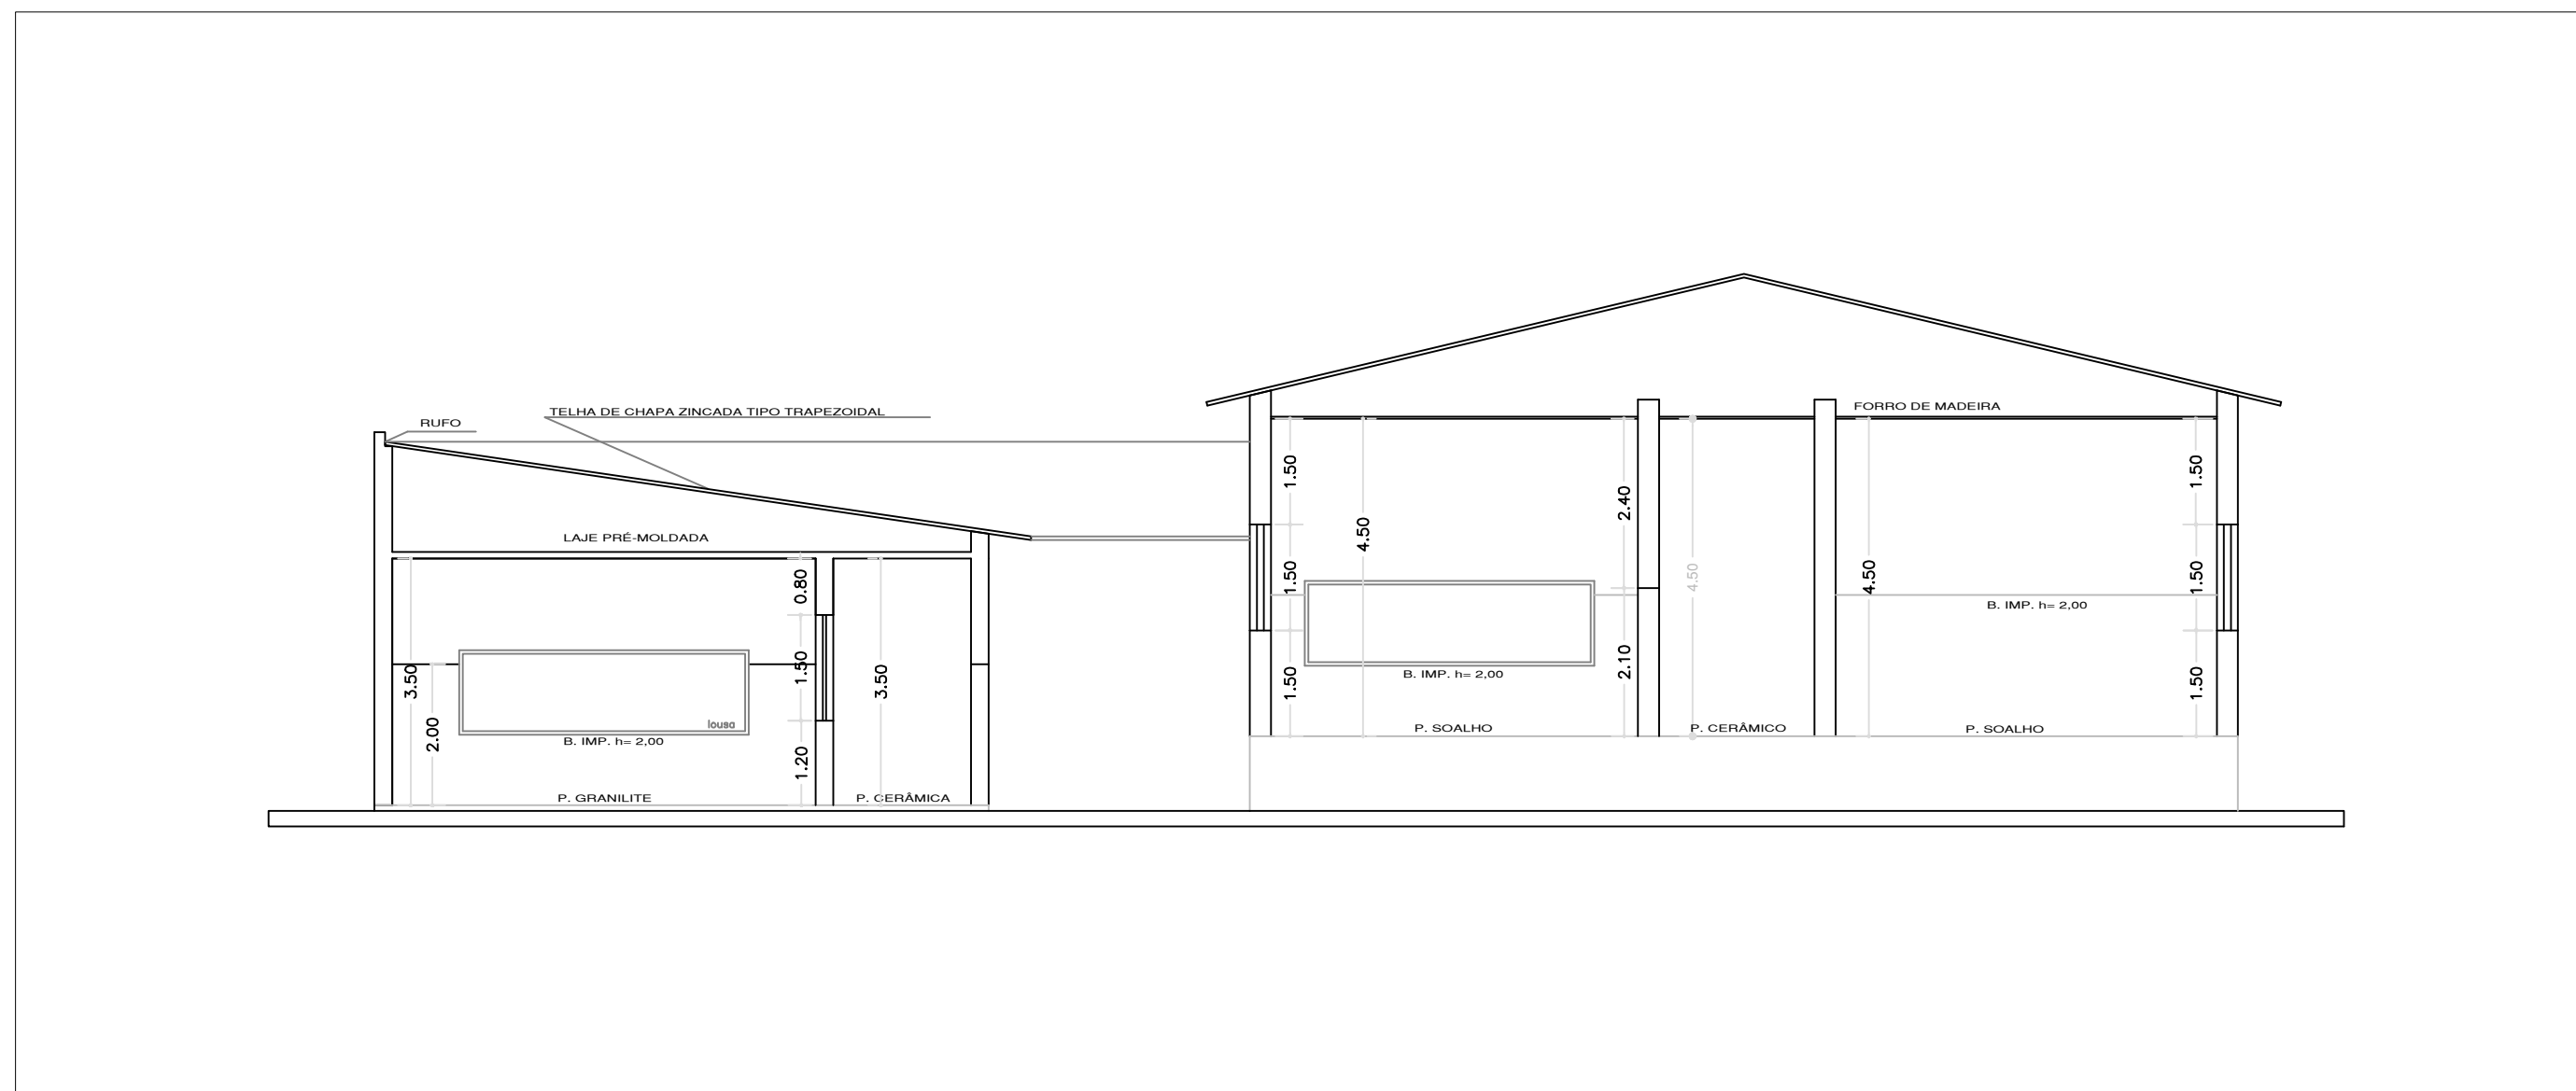 TELHA DE CHAPA ZINCADA TIPO TRAPEZOIDAL
RUFO
FORRO DE MADEIRA
LAJE PRÉ-MOLDADA
0.80
1.50
1.20
3.50
2.00
3.50
lousa
B. IMP. h= 2,00
P. GRANILITE
P. CERÂMICA
1.50
1.50
1.50
4.50
2.40
2.10
4.50
4.50
1.50
1.50
1.50
B. IMP. h= 2,00
B. IMP. h= 2,00
P. SOALHO
P. CERÂMICO
P. SOALHO